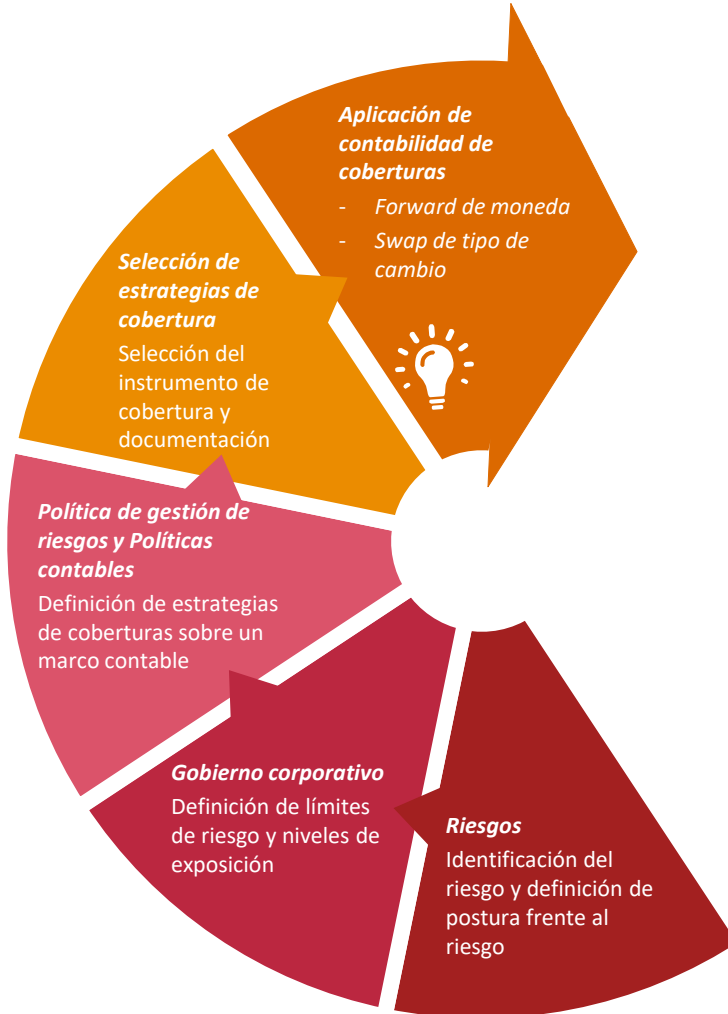 Aplicación de
contabilidad de
coberturas
- Forward de moneda
- Swap de tipo de
cambio
Selección de
estrategias de
cobertura
Selección del
instrumento de
cobertura y
documentación
Política de gestión de
riesgos y Políticas
contables
Definición de estrategias
de coberturas sobre un
marco contable
Gobierno corporativo
Definición de límites
de riesgo y niveles de
exposición
Riesgos
Identificación del
riesgo y definición de
postura frente al
riesgo